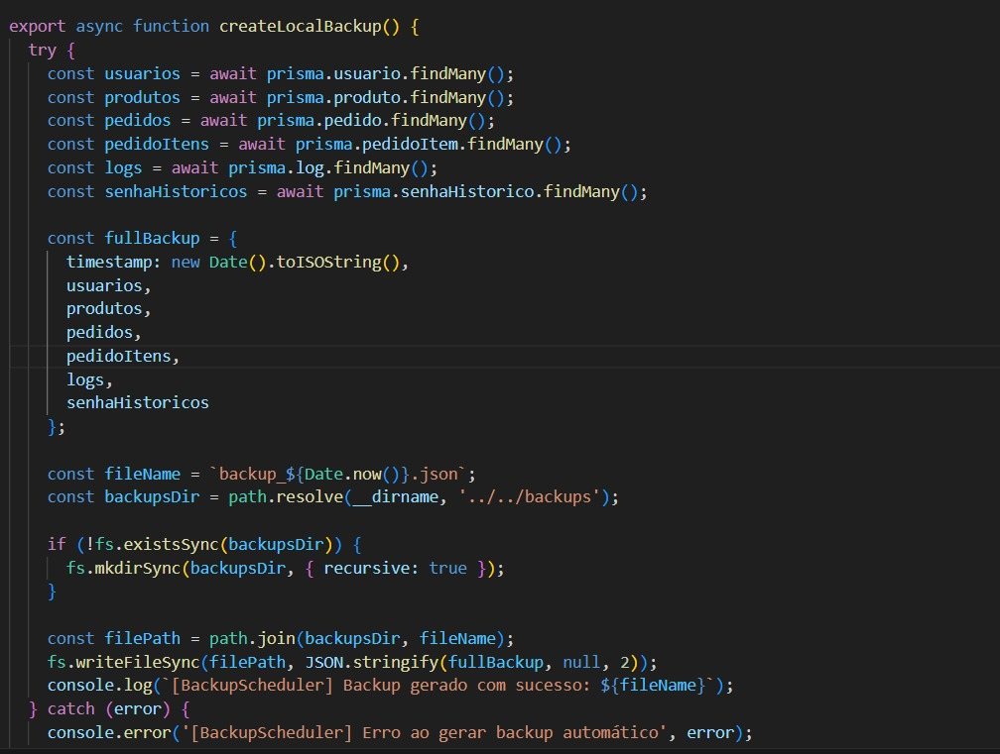 export async function createLocalBackup() {
try {
const usuarios = await prisma.usuario.findMany();
const produtos = await prisma.produto.findMany();
const pedidos = await prisma.pedido.findMany();
const pedidoItens = await prisma.pedidoItem.findMany();
const logs = await prisma.log.findMany();
const senhaHistoricos = await prisma.senhaHistorico.findMany();
const fullBackup = {
timestamp: new Date().toISOString(),
usuarios,
produtos,
pedidos,
pedidoItens,
logs,
senhaHistoricos
};
const fileName = `backup_${Date.now()}.json`;
const backupsDir = path.resolve(__dirname, '../../backups');
if (!fs.existsSync(backupsDir)) {
fs.mkdirSync(backupsDir, { recursive: true });
}
const filePath = path.join(backupsDir, fileName);
fs.writeFileSync(filePath, JSON.stringify(fullBackup, null, 2));
console.log(`[BackupScheduler] Backup gerado com sucesso: ${fileName}`);
} catch (error) {
console.error('[BackupScheduler] Erro ao gerar backup automático', error);